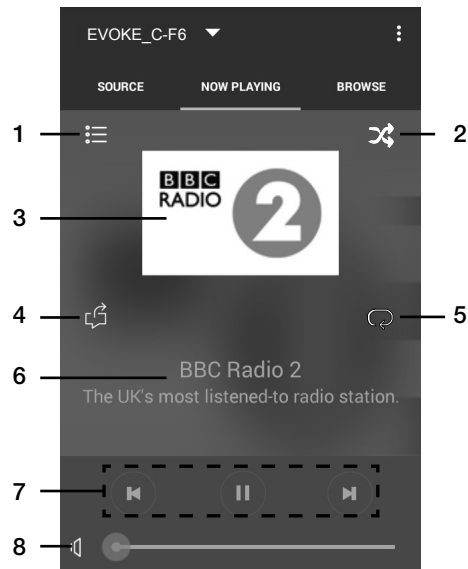 EVOKE_C-F6
SOURCE NOW PLAYING BROWSE
1
2
BBC
RADIO
2
3
4
5
6
BBC Radio 2
The UK's most listened-to radio station.
7
8